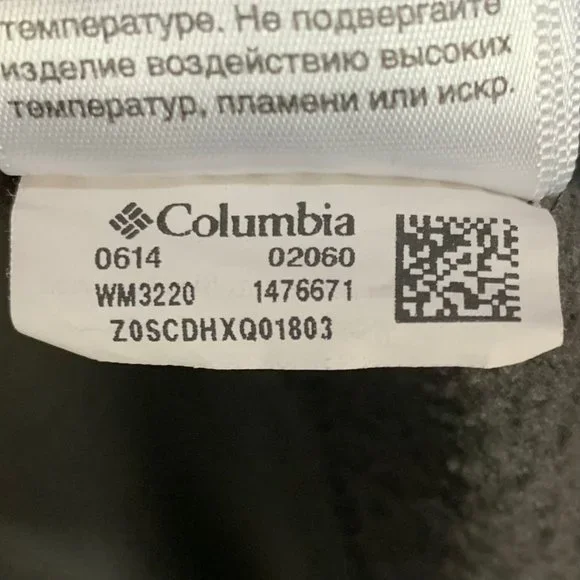 температуре. Не подвергайте
изделие воздействию высоких
температур, пламени или искр.
Columbia
0614 02060
WM3220 1476671
Z0SCDHXQ01803